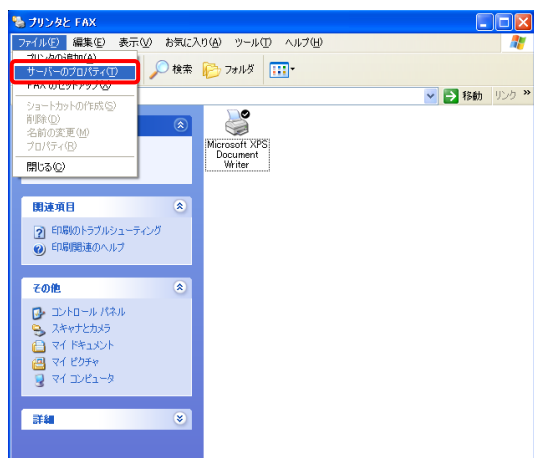 プリンタと FAX
ファイル(F) 編集(E) 表示(V) お気に入り(A) ツール(T) ヘルプ(H)
プリンタの追加(A)
サーバーのプロパティ(T)
FAX のセットアップ(X)
検索 フォルダ
ショートカットの作成(S)
削除(D)
名前の変更(M)
プロパティ(R)
閉じる(C)
移動 リンク »
Microsoft XPS
Document
Writer
関連項目
印刷のトラブルシューティング
印刷関連のヘルプ
その他
コントロール パネル
スキャナとカメラ
マイ ドキュメント
マイ ピクチャ
マイ コンピュータ
詳細